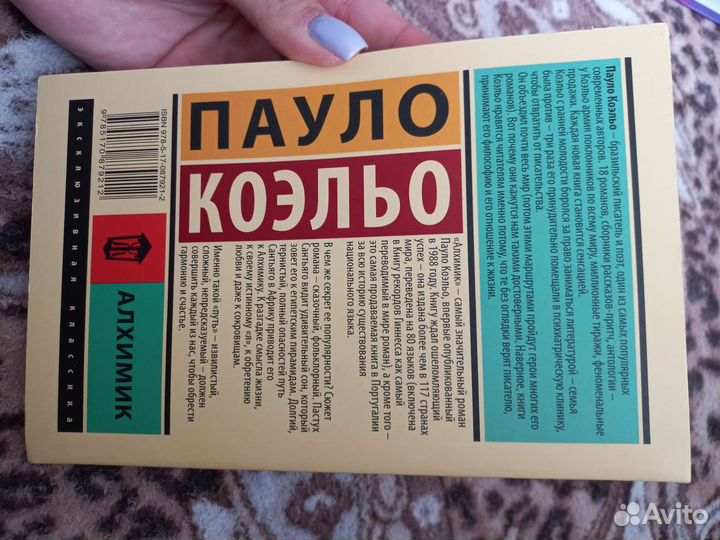 Пауло Коэльо – бразильский писатель и поэт, один из самых популярных
современных авторов. 18 романов, сборники рассказов-притч, антологии –
у Коэльо армия поклонников по всему миру, миллионные тиражи, феноменальные
продажи. Каждая новая книга становится сенсацией.
Коэльо с ранней молодости боролся за право заниматься литературой – семья
была против – три раза его принудительно помещали в психиатрическую клинику,
чтобы отвратить от писательства.
Он объездил почти весь мир (потом этими маршрутами пройдут герои многих его
романов). Вот почему они кажутся нам такими достоверными. Наверное, книги
Коэльо нравятся читателям именно потому, что те без оглядки верят писателю,
принимают его философию и его отношение к жизни.
ПАУЛО
КОЭЛЬО
«Алхимик» – самый значительный роман
Пауло Коэльо, впервые опубликованный
в 1988 году. Книгу ждал ошеломляющий
успех – она издана более чем в 117 странах
мира, переведена на 80 языков (включена
в Книгу рекордов Гиннесса как самый
переводимый в мире роман), а кроме того –
это самая продаваемая книга в Португалии
за всю историю существования
национального языка.
В чем же секрет ее популярности? Сюжет
романа – сказочный, фольклорный. Пастух
Сантьяго видит удивительный сон, который
зовет его к египетским пирамидам. Долгий,
тернистый, полный опасностей путь
Сантьяго в Африку приводит его
к Алхимику. К разгадке смысла жизни,
к своему истинному «я», к обретению
любви и даже к сокровищам.
Именно такой «путь» – извилистый,
сложный, непредсказуемый – должен
совершить каждый из нас, чтобы обрести
гармонию и счастье.
ISBN 978-5-17-087921-2
9 785170 879212
АЛХИМИК
ЭКСКЛЮЗИВНАЯ КЛАССИКА
Avito